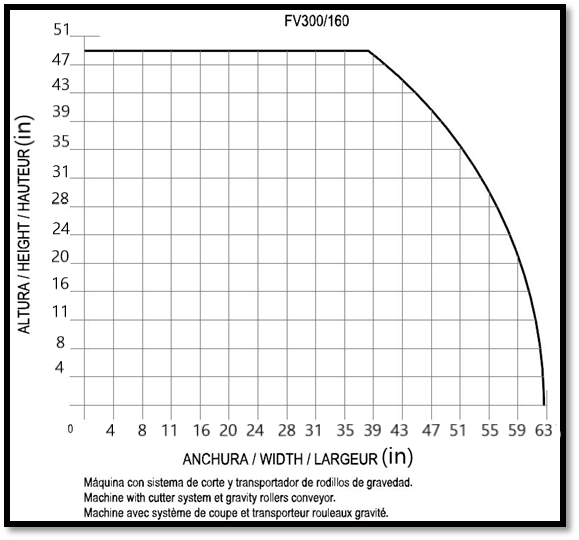 FV300/160
51
47
43
39
35
31
28
24
20
16
11
8
4
ALTURA / HEIGHT / HAUTEUR (in)
0 4 8 11 16 20 24 28 31 35 39 43 47 51 55 59 63
ANCHURA / WIDTH / LARGEUR (in)
Máquina con sistema de corte y transportador de rodillos de gravedad.
Machine with cutter system et gravity rollers conveyor.
Machine avec système de coupe et transporteur rouleaux gravité.